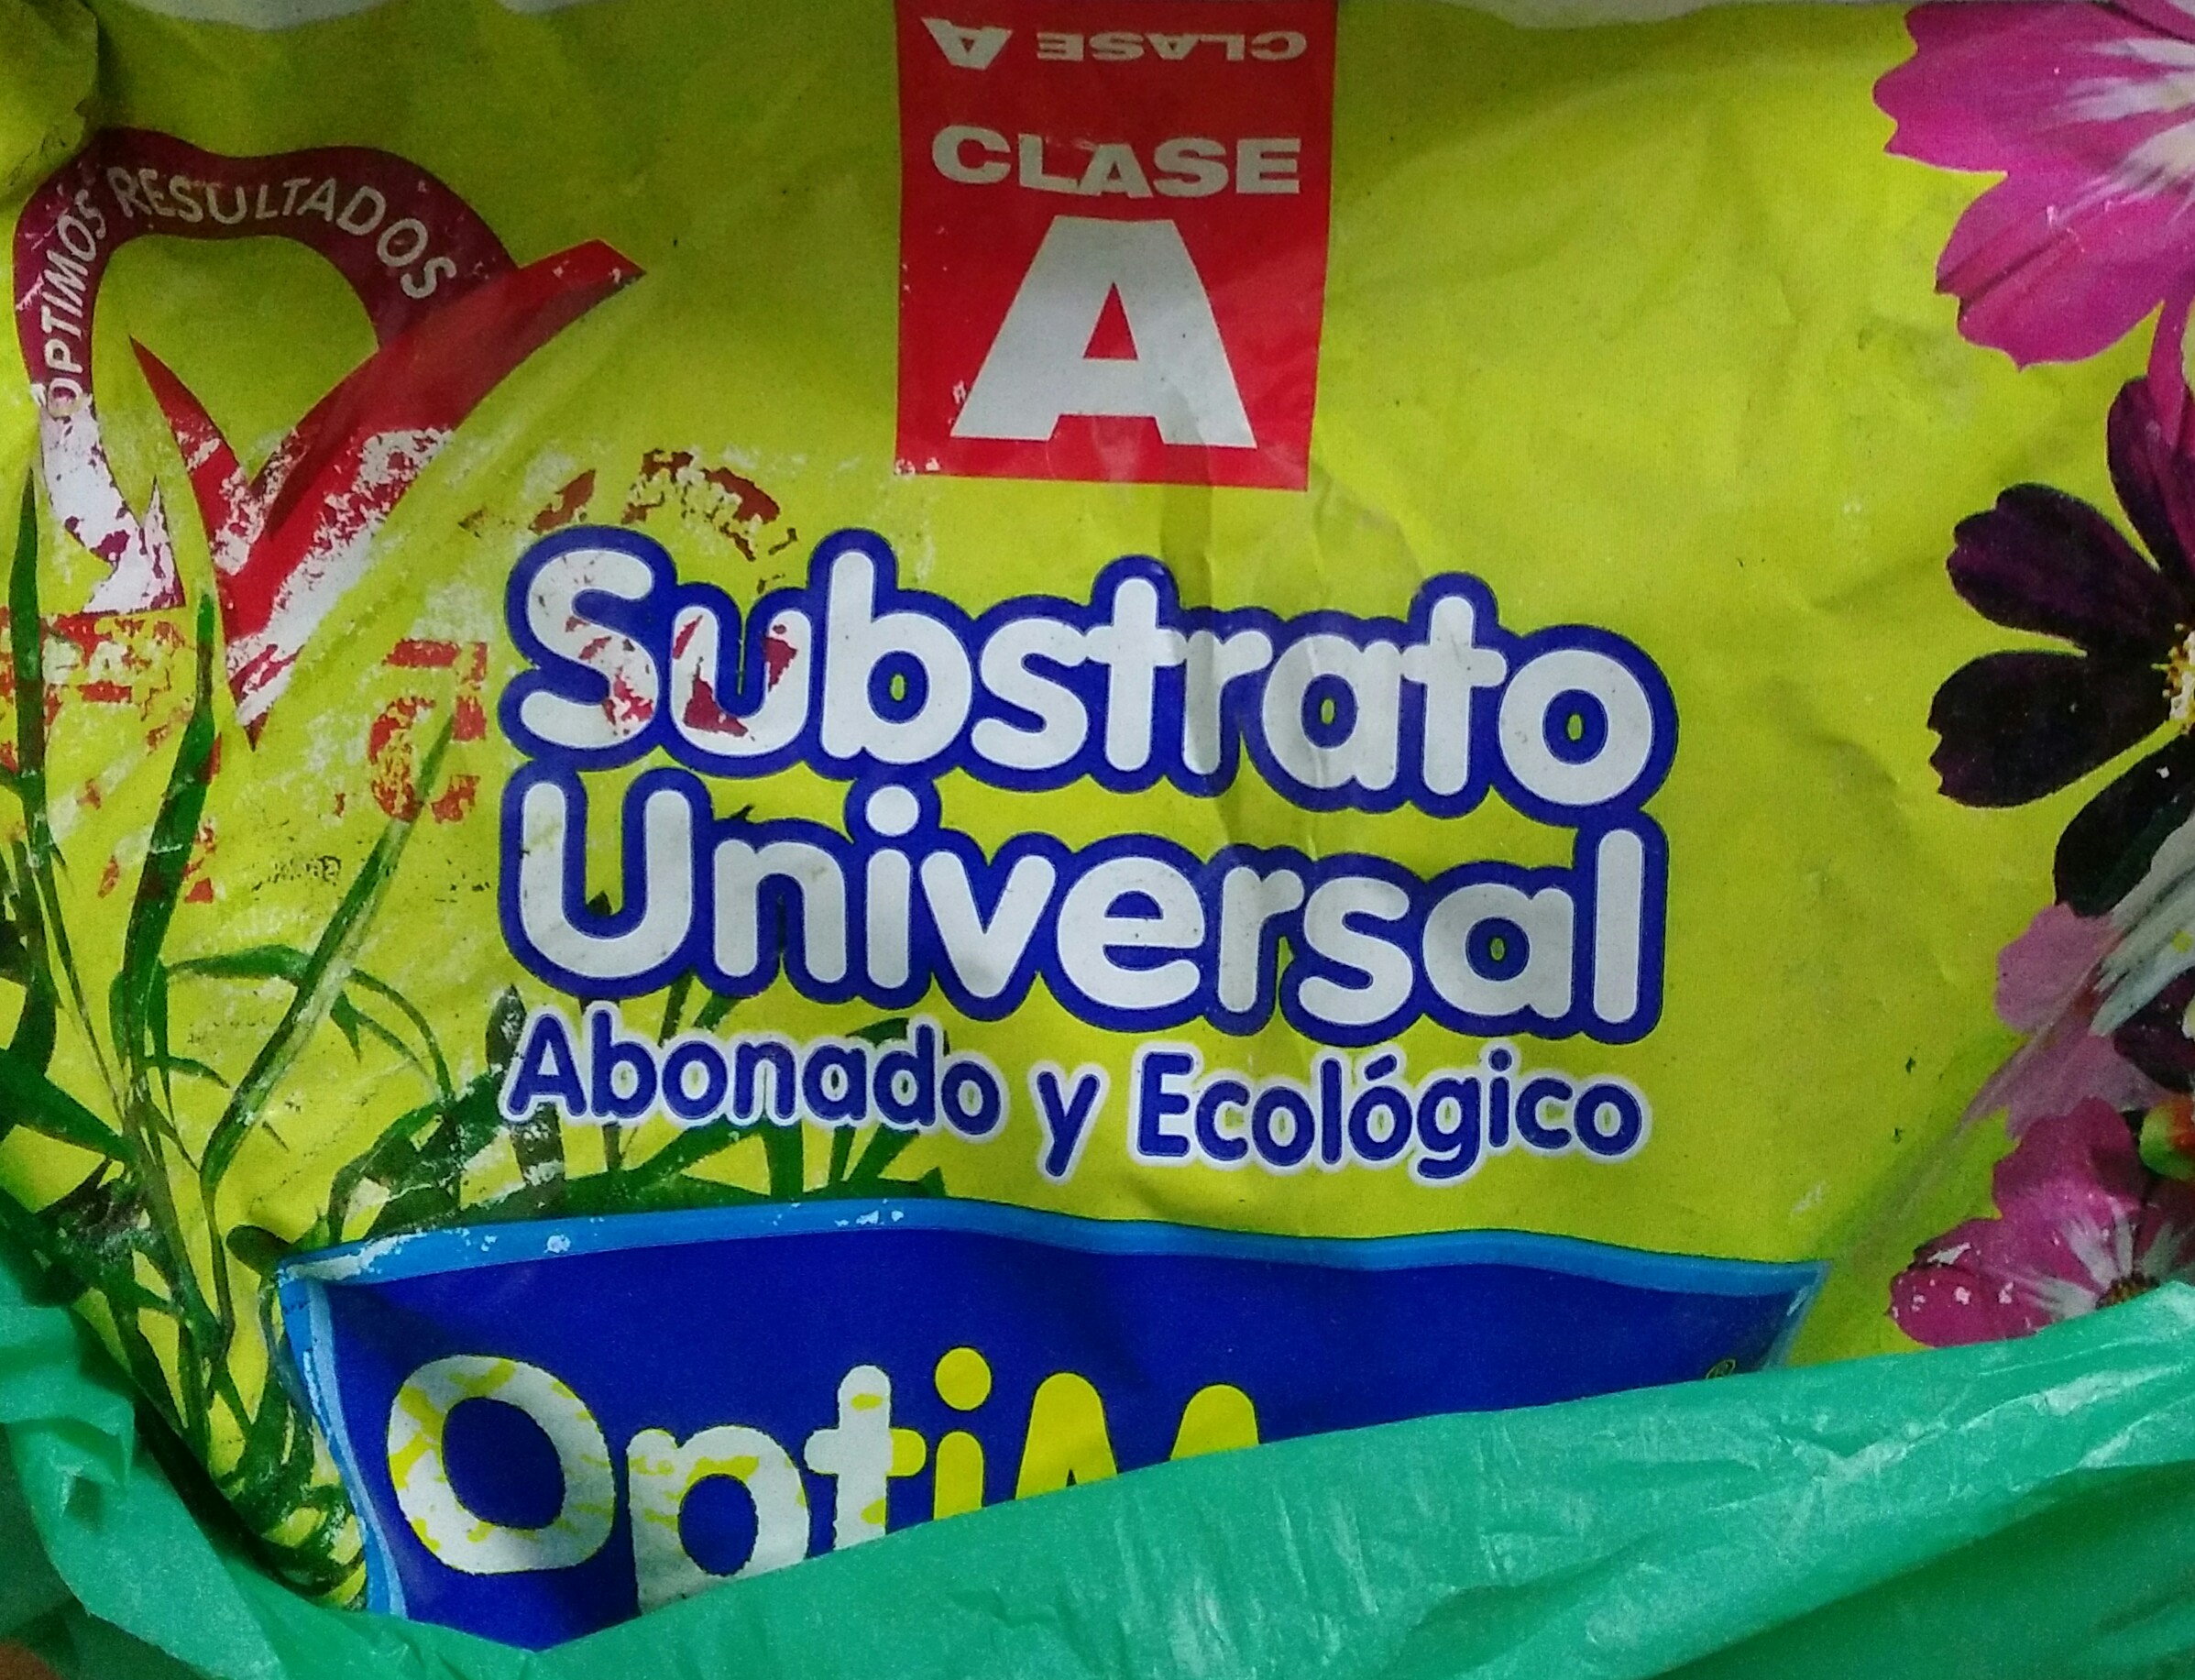 CLASE A
CLASE
A
OPTIMOS RESULTADOS
Substrato
Universal
Abonado y Ecológico